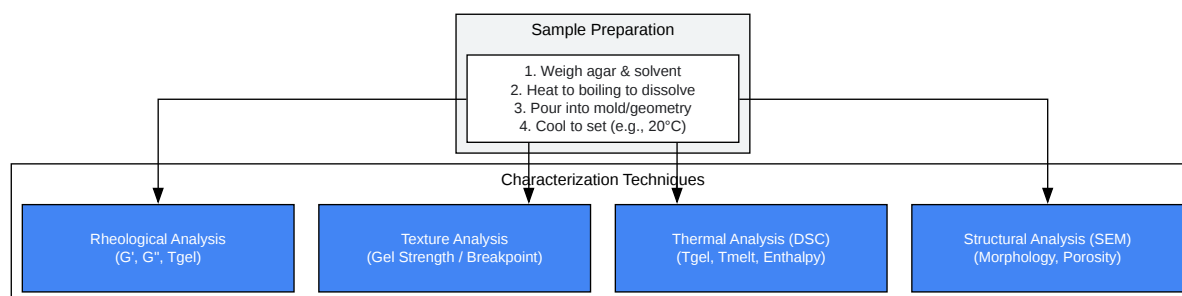 Sample Preparation
1. Weigh agar & solvent
2. Heat to boiling to dissolve
3. Pour into mold/geometry
4. Cool to set (e.g., 20°C)
Characterization Techniques
Rheological Analysis
(G', G'', Tgel)
Texture Analysis
(Gel Strength / Breakpoint)
Thermal Analysis (DSC)
(Tgel, Tmelt, Enthalpy)
Structural Analysis (SEM)
(Morphology, Porosity)